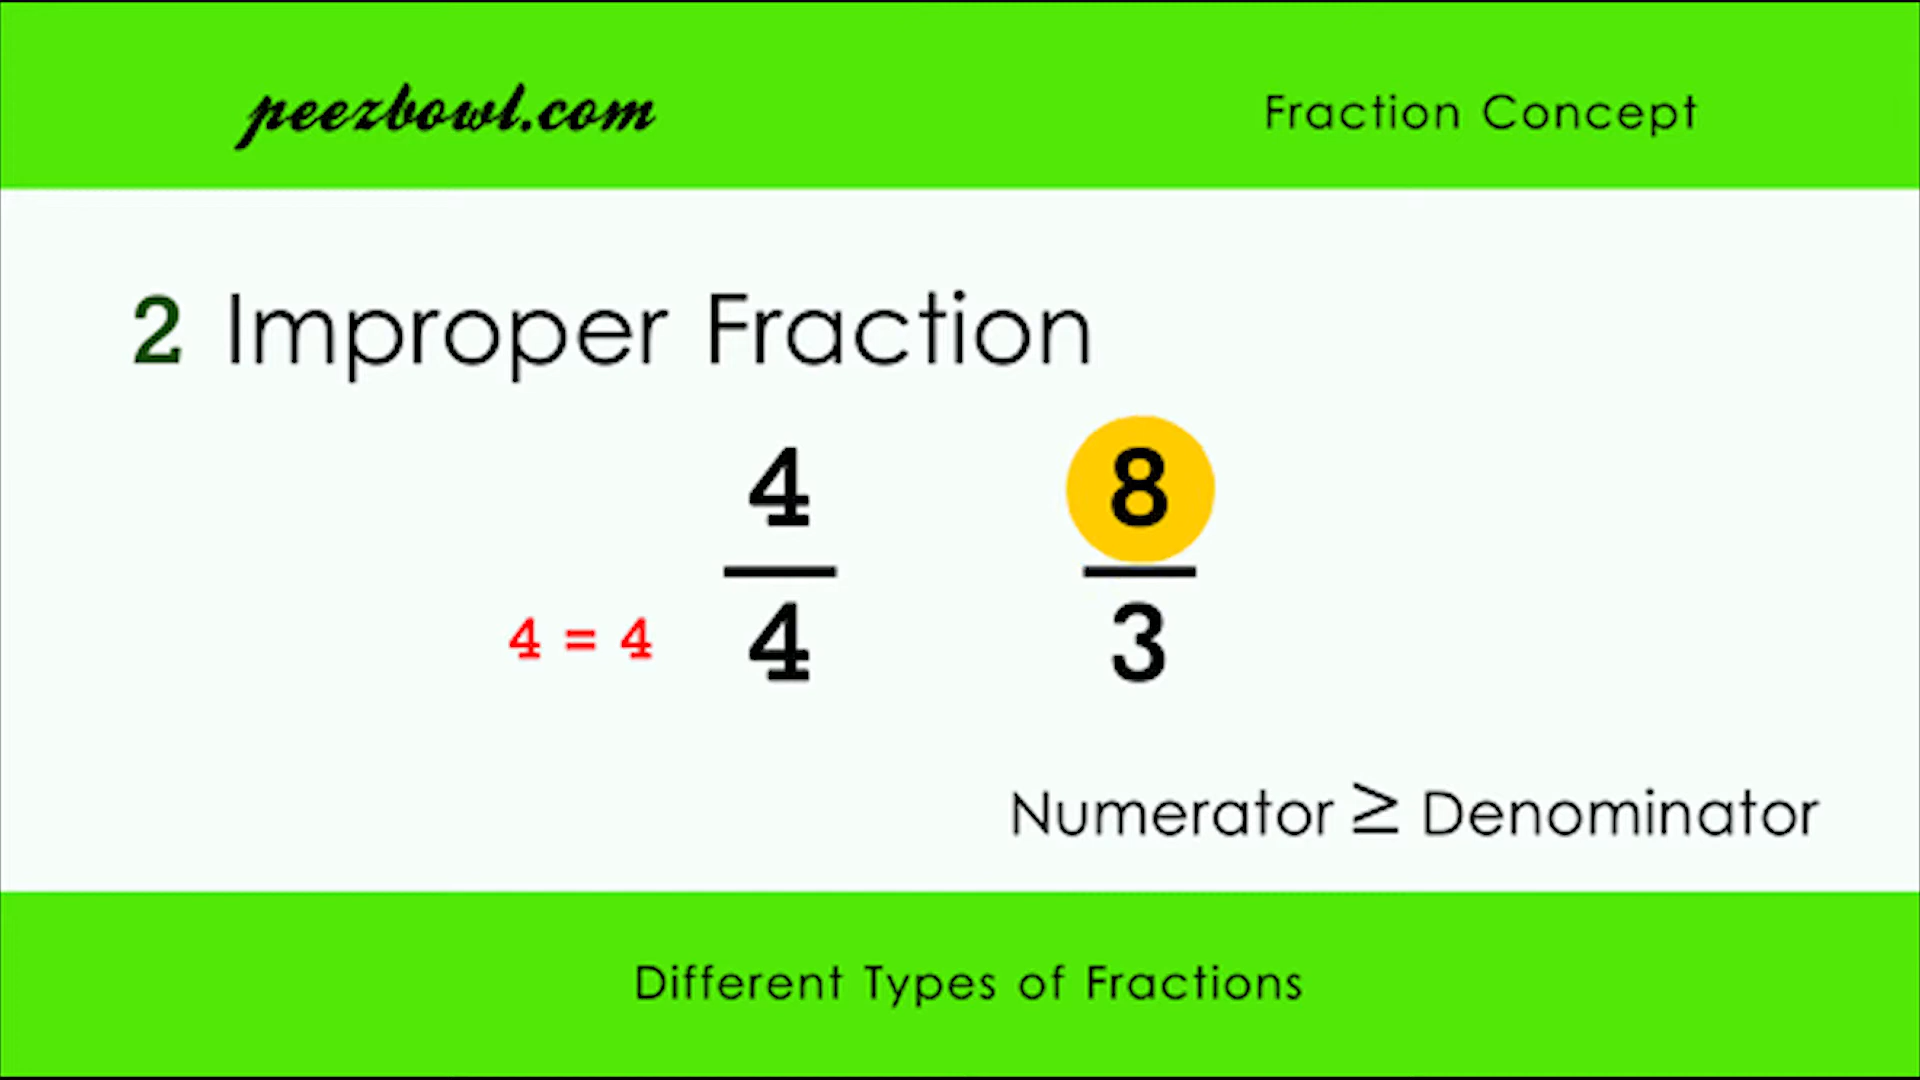 peezbowl.com
Fraction Concept
2 Improper Fraction
4
8
4 = 4
4
3
Numerator ≥ Denominator
Different Types of Fractions